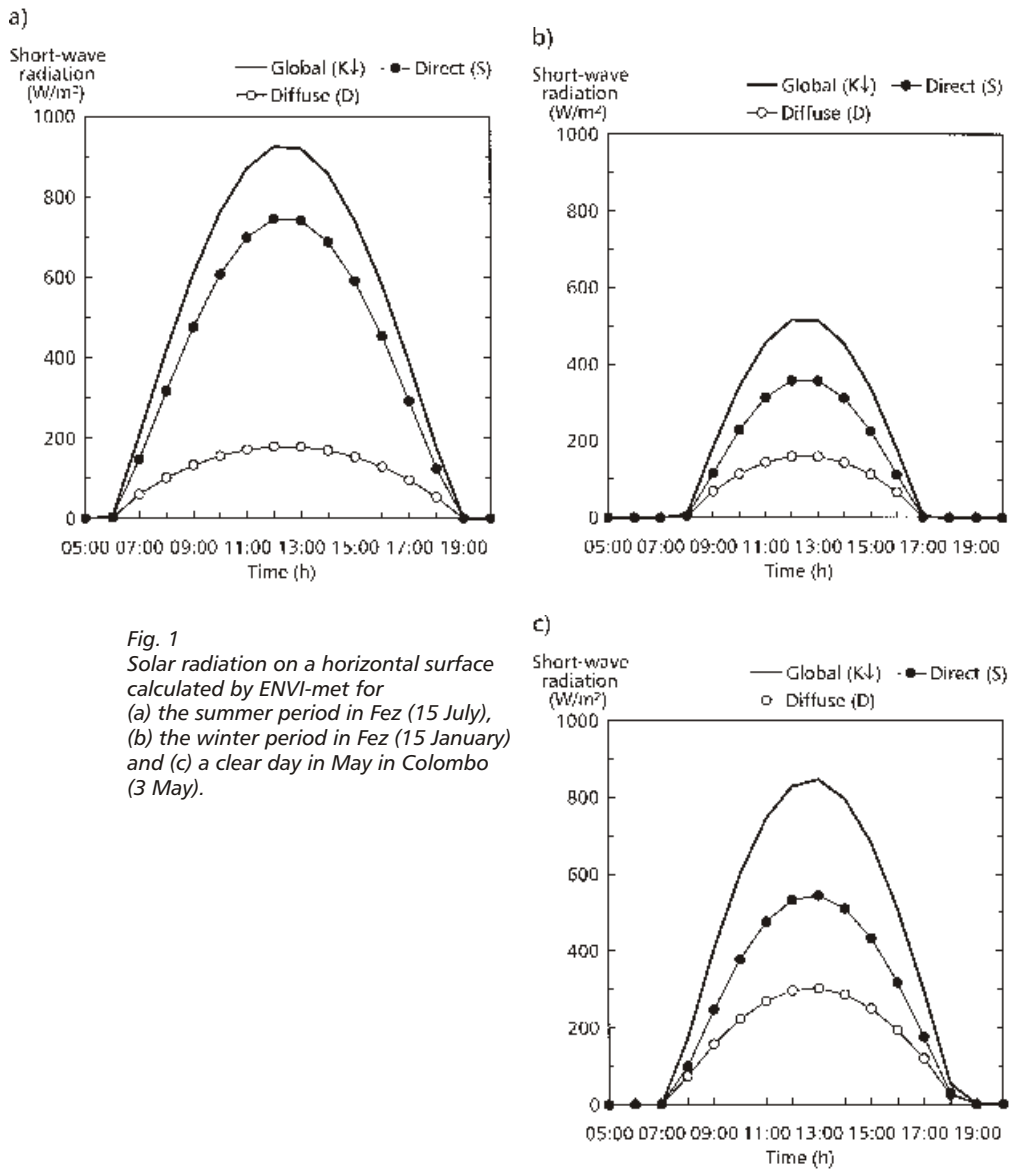 a)
Short-wave
radiation
(W/m²)
Global (K↓) Direct (S)
Diffuse (D)
1000
800
600
400
200
0
05:00 07:00 09:00 11:00 13:00 15:00 17:00 19:00
Time (h)
b)
Short-wave
radiation
(W/m²)
Global (K↓) Direct (S)
Diffuse (D)
1000
800
600
400
200
0
05:00 07:00 09:00 11:00 13:00 15:00 17:00 19:00
Time (h)
Fig. 1
Solar radiation on a horizontal surface
calculated by ENVI-met for
(a) the summer period in Fez (15 July),
(b) the winter period in Fez (15 January)
and (c) a clear day in May in Colombo
(3 May).
c)
Short-wave
radiation
(W/m²)
Global (K↓) Direct (S)
Diffuse (D)
1000
800
600
400
200
0
05:00 07:00 09:00 11:00 13:00 15:00 17:00 19:00
Time (h)